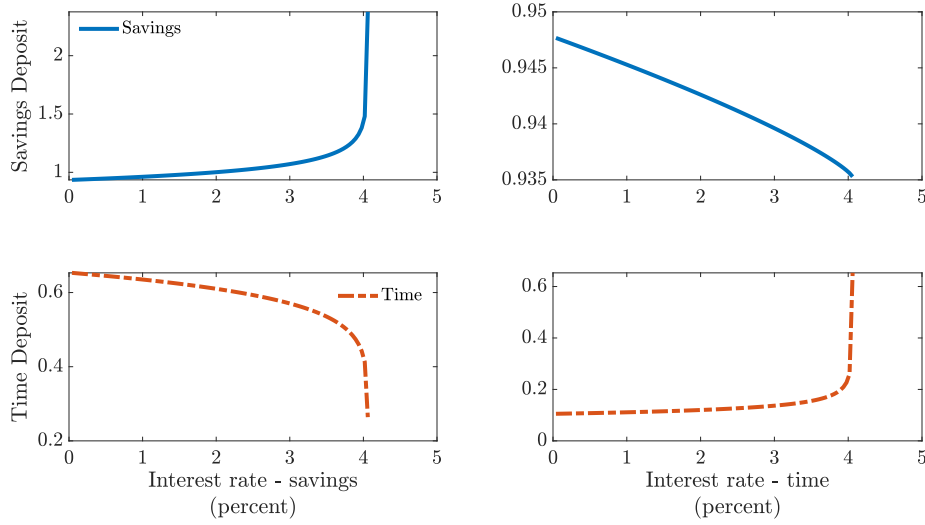 Savings Deposit
2
1.5
1
Savings
0 1 2 3 4 5
0.95
0.945
0.94
0.935
0 1 2 3 4 5
Time Deposit
0.6
0.4
0.2
Time
0 1 2 3 4 5
Interest rate - savings
(percent)
0.6
0.4
0.2
0
0 1 2 3 4 5
Interest rate - time
(percent)